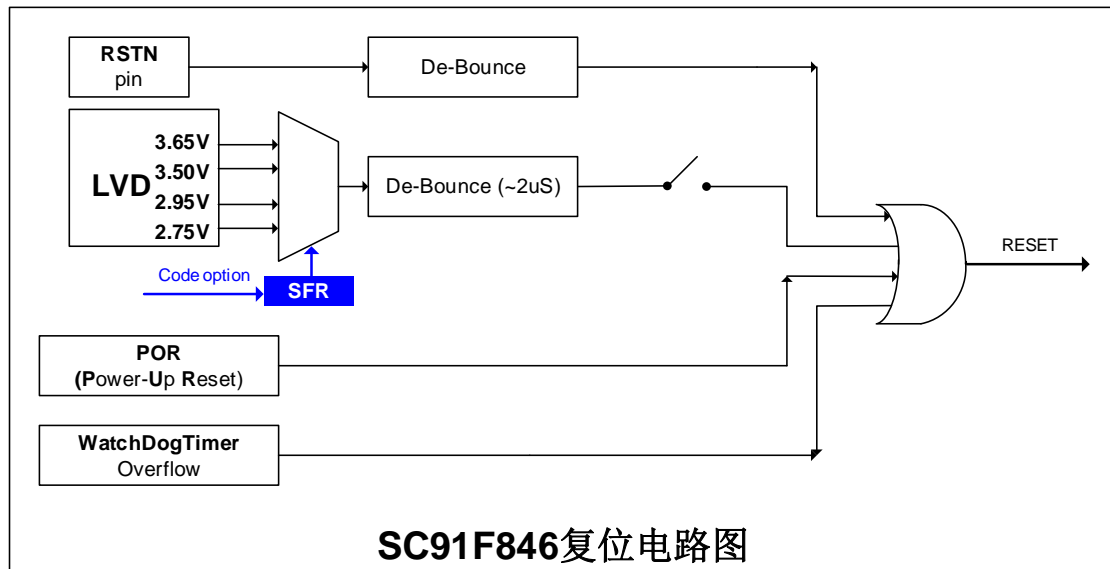 RSTN
pin
De-Bounce
LVD
3.65V
3.50V
2.95V
2.75V
De-Bounce (~2uS)
Code option
SFR
RESET
POR
(Power-Up Reset)
WatchDogTimer
Overflow
SC91F846复位电路图